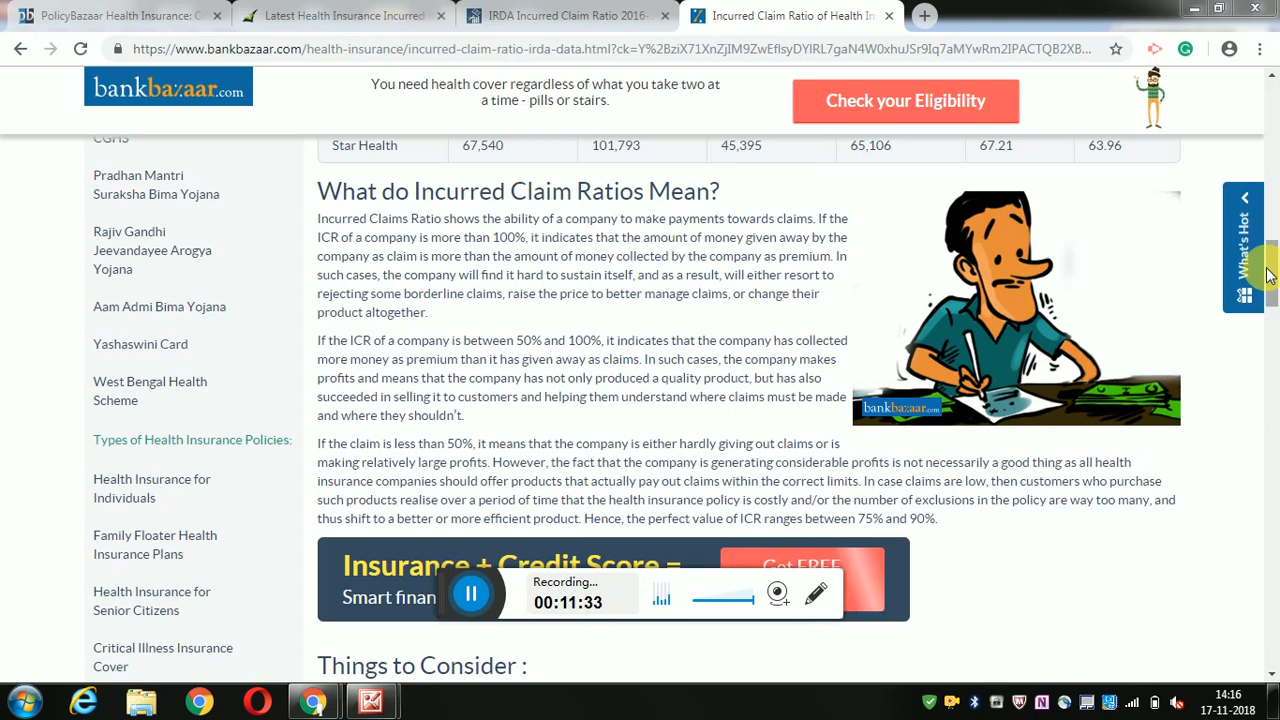 PolicyBazaar Health Insurance: C
Latest Health Insurance Incurred
IRDA Incurred Claim Ratio 2016-
Incurred Claim Ratio of Health In
https://www.bankbazaar.com/health-insurance/incurred-claim-ratio-irda-data.html?ck=Y%2BziX71XnZjIM9ZwEflsyDYlRL7gaN4W0xhuJSr9Iq7aMYwRm2IPACTQB2XB...
bankbazaar.com
You need health cover regardless of what you take two at
a time - pills or stairs.
Check your Eligibility
CGHS
Pradhan Mantri
Suraksha Bima Yojana
Rajiv Gandhi
Jeevandayee Arogya
Yojana
Aam Admi Bima Yojana
Yashaswini Card
West Bengal Health
Scheme
Types of Health Insurance Policies:
Health Insurance for
Individuals
Family Floater Health
Insurance Plans
Health Insurance for
Senior Citizens
Critical Illness Insurance
Cover
Star Health 67,540 101,793 45,395 65,106 67.21 63.96
What do Incurred Claim Ratios Mean?
Incurred Claims Ratio shows the ability of a company to make payments towards claims. If the
ICR of a company is more than 100%, it indicates that the amount of money given away by the
company as claim is more than the amount of money collected by the company as premium. In
such cases, the company will find it hard to sustain itself, and as a result, will either resort to
rejecting some borderline claims, raise the price to better manage claims, or change their
product altogether.
If the ICR of a company is between 50% and 100%, it indicates that the company has collected
more money as premium than it has given away as claims. In such cases, the company makes
profits and means that the company has not only produced a quality product, but has also
succeeded in selling it to customers and helping them understand where claims must be made
and where they shouldn't.
bankbazaar.com
If the claim is less than 50%, it means that the company is either hardly giving out claims or is
making relatively large profits. However, the fact that the company is generating considerable profits is not necessarily a good thing as all health
insurance companies should offer products that actually pay out claims within the correct limits. In case claims are low, then customers who purchase
such products realise over a period of time that the health insurance policy is costly and/or the number of exclusions in the policy are way too many, and
thus shift to a better or more efficient product. Hence, the perfect value of ICR ranges between 75% and 90%.
Insurance + Credit Score =
Smart finan
Get FREE
Recording...
00:11:33
Things to Consider :
What's Hot
14:16
17-11-2018